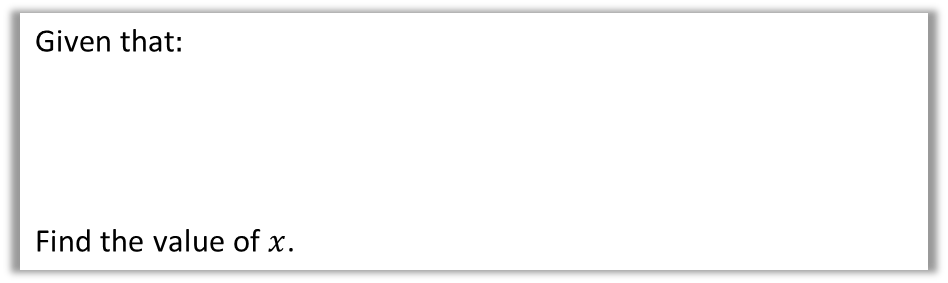 Given that:
Find the value of 𝑥.